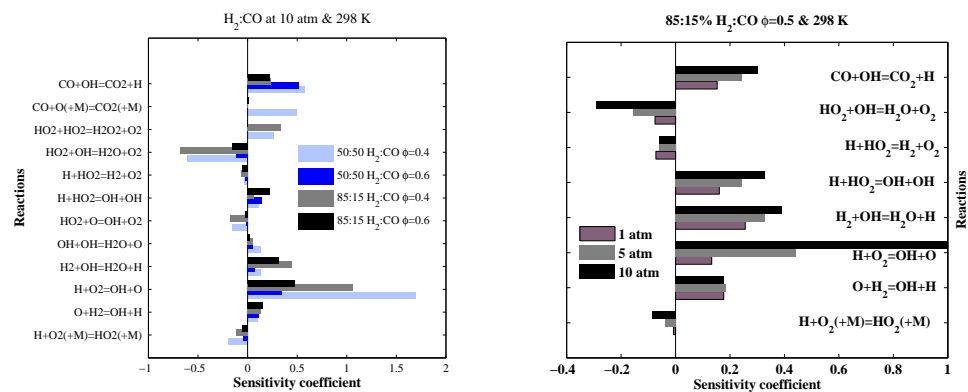 H₂:CO at 10 atm & 298 K
Reactions
CO+OH=CO2+H
CO+O(+M)=CO2(+M)
HO2+HO2=H2O2+O2
HO2+OH=H2O+O2
H+HO2=H2+O2
H+HO2=OH+OH
HO2+O=OH+O2
OH+OH=H2O+O
H2+OH=H2O+H
H+O2=OH+O
O+H2=OH+H
H+O2(+M)=HO2(+M)
50:50 H₂:CO ϕ=0.4
50:50 H₂:CO ϕ=0.6
85:15 H₂:CO ϕ=0.4
85:15 H₂:CO ϕ=0.6
−1 −0.5 0 0.5 1 1.5 2
Sensitivity coefficient
85:15% H₂:CO ϕ=0.5 & 298 K
CO+OH=CO₂+H
HO₂+OH=H₂O+O₂
H+HO₂=H₂+O₂
H+HO₂=OH+OH
H₂+OH=H₂O+H
H+O₂=OH+O
O+H₂=OH+H
H+O₂(+M)=HO₂(+M)
1 atm
5 atm
10 atm
Reactions
−0.4 −0.2 0 0.2 0.4 0.6 0.8 1
Sensitivity coefficient